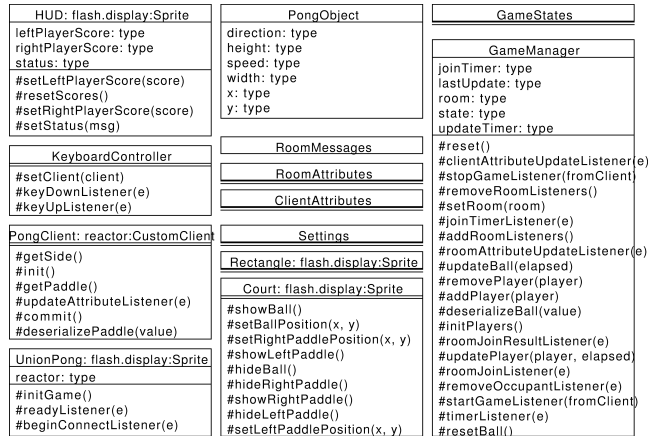 HUD: flash.display:Sprite
leftPlayerScore: type
rightPlayerScore: type
status: type
#setLeftPlayerScore(score)
#resetScores()
#setRightPlayerScore(score)
#setStatus(msg)
KeyboardController
#setClient(client)
#keyDownListener(e)
#keyUpListener(e)
PongClient: reactor:CustomClient
#getSide()
#init()
#getPaddle()
#updateAttributeListener(e)
#commit()
#deserializePaddle(value)
UnionPong: flash.display:Sprite
reactor: type
#initGame()
#readyListener(e)
#beginConnectListener(e)
PongObject
direction: type
height: type
speed: type
width: type
x: type
y: type
RoomMessages
RoomAttributes
ClientAttributes
Settings
Rectangle: flash.display:Sprite
Court: flash.display:Sprite
#showBall()
#setBallPosition(x, y)
#setRightPaddlePosition(x, y)
#showLeftPaddle()
#hideBall()
#hideRightPaddle()
#showRightPaddle()
#hideLeftPaddle()
#setLeftPaddlePosition(x, y)
GameStates
GameManager
joinTimer: type
lastUpdate: type
room: type
state: type
updateTimer: type
#reset()
#clientAttributeUpdateListener(e)
#stopGameListener(fromClient)
#removeRoomListeners()
#setRoom(room)
#joinTimerListener(e)
#addRoomListeners()
#roomAttributeUpdateListener(e)
#updateBall(elapsed)
#removePlayer(player)
#addPlayer(player)
#deserializeBall(value)
#initPlayers()
#roomJoinResultListener(e)
#updatePlayer(player, elapsed)
#roomJoinListener(e)
#removeOccupantListener(e)
#startGameListener(fromClient)
#timerListener(e)
#resetBall()